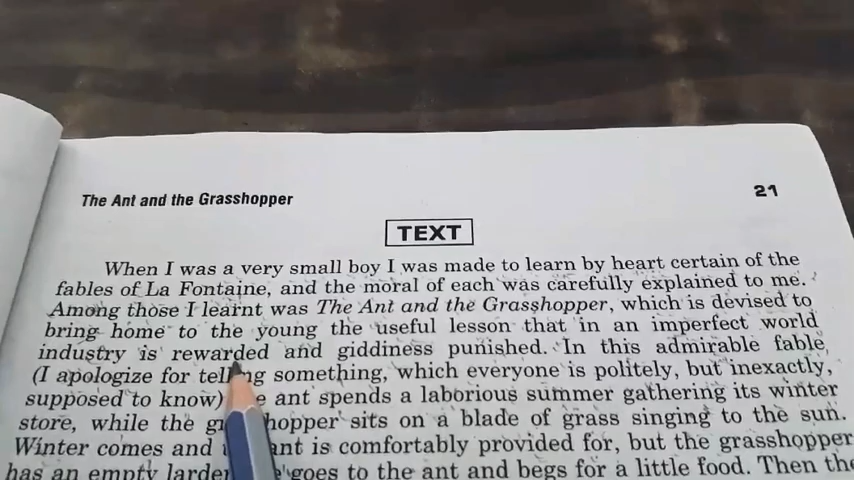 The Ant and the Grasshopper
21
TEXT
When I was a very small boy I was made to learn by heart certain of the
fables of La Fontaine, and the moral of each was carefully explained to me.
Among those I learnt was The Ant and the Grasshopper, which is devised to
bring home to the young the useful lesson that in an imperfect world
industry is rewarded and giddiness punished. In this admirable fable,
(I apologize for telling something, which everyone is politely, but inexactly,
supposed to know) ant spends a laborious summer gathering its winter
store, while the hopper sits on a blade of grass singing to the sun.
Winter comes and ant is comfortably provided for, but the grasshopper
has an empty larder goes to the ant and begs for a little food. Then the